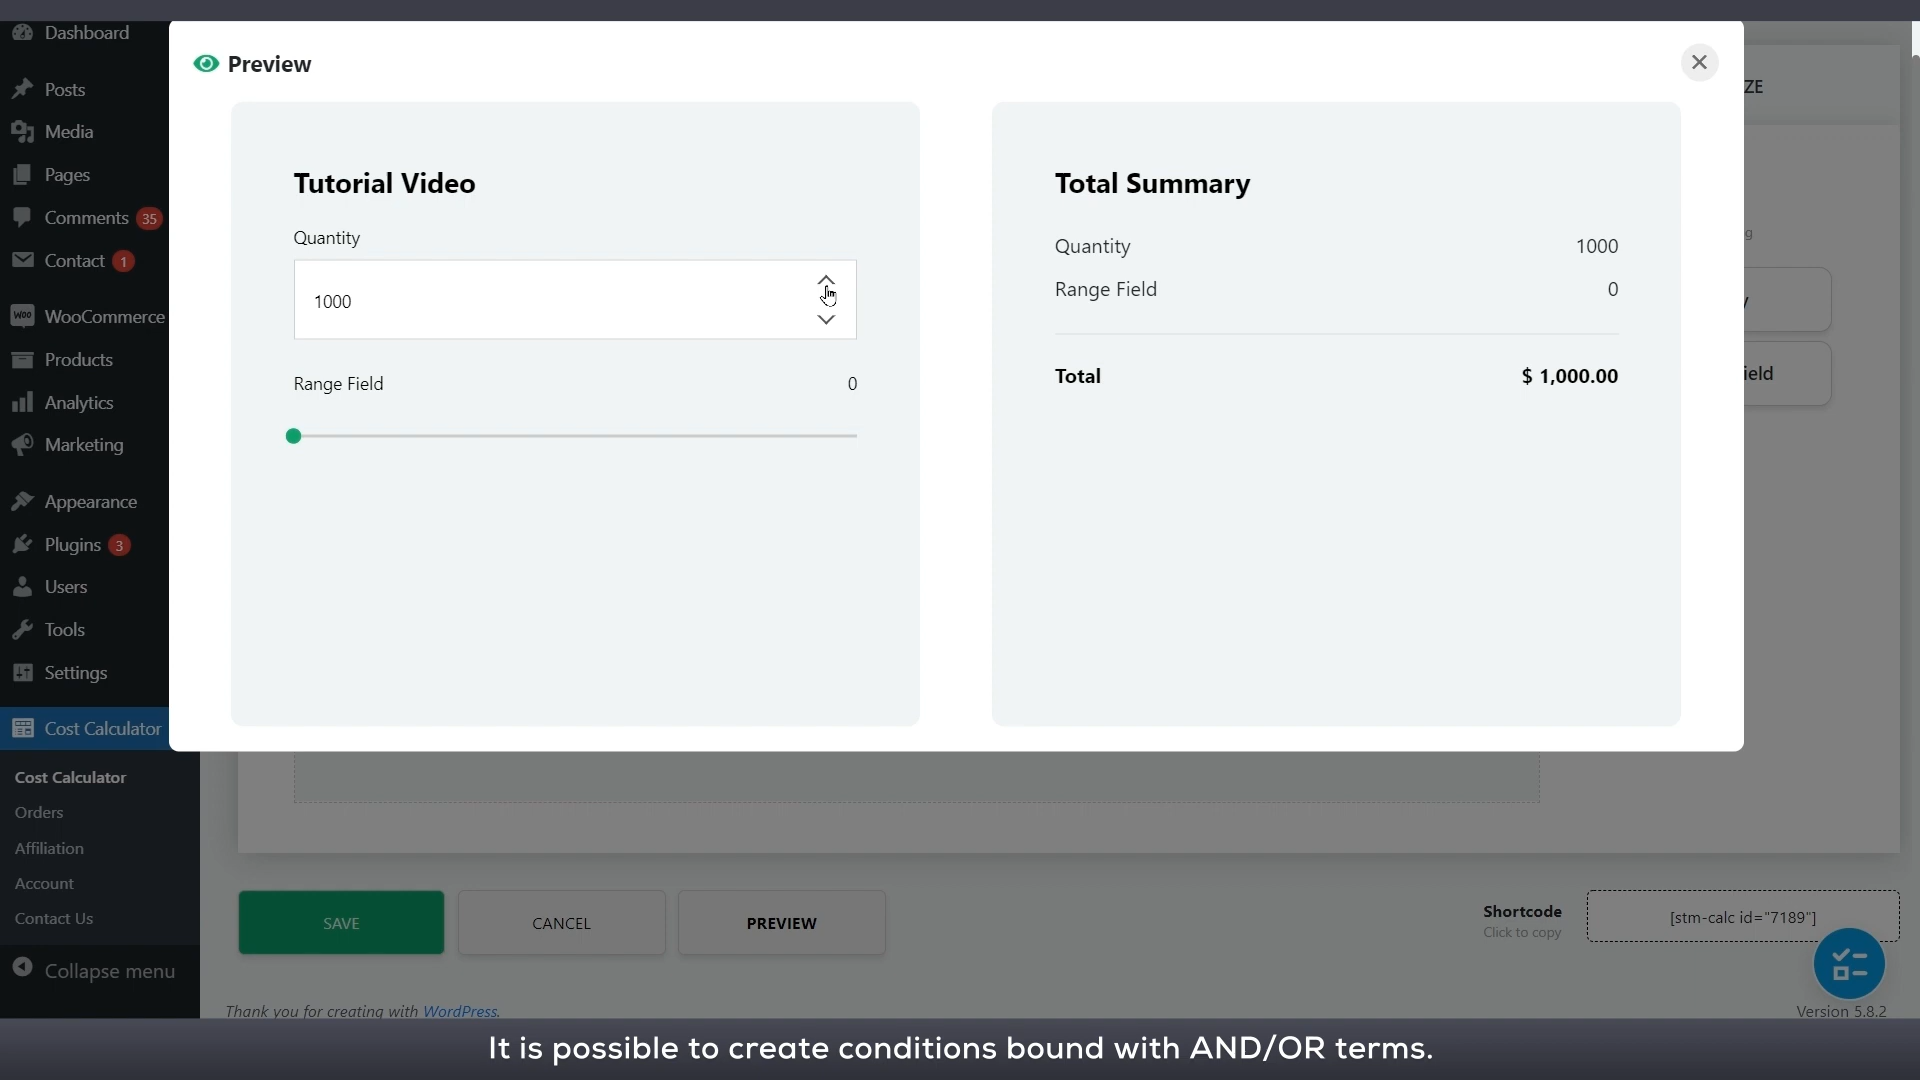 Dashboard
Posts
Media
Pages
Comments 35
Contact 1
WooCommerce
Products
Analytics
Marketing
Appearance
Plugins 3
Users
Tools
Settings
Cost Calculator
Cost Calculator
Orders
Affiliation
Account
Contact Us
Collapse menu
Preview
Tutorial Video
Quantity
1000
Range Field 0
Total Summary
Quantity 1000
Range Field 0
Total $ 1,000.00
ZE
g
y
ield
SAVE
CANCEL
PREVIEW
Shortcode
Click to copy
[stm-calc id="7189"]
Thank you for creating with WordPress.
Version 5.8.2
It is possible to create conditions bound with AND/OR terms.